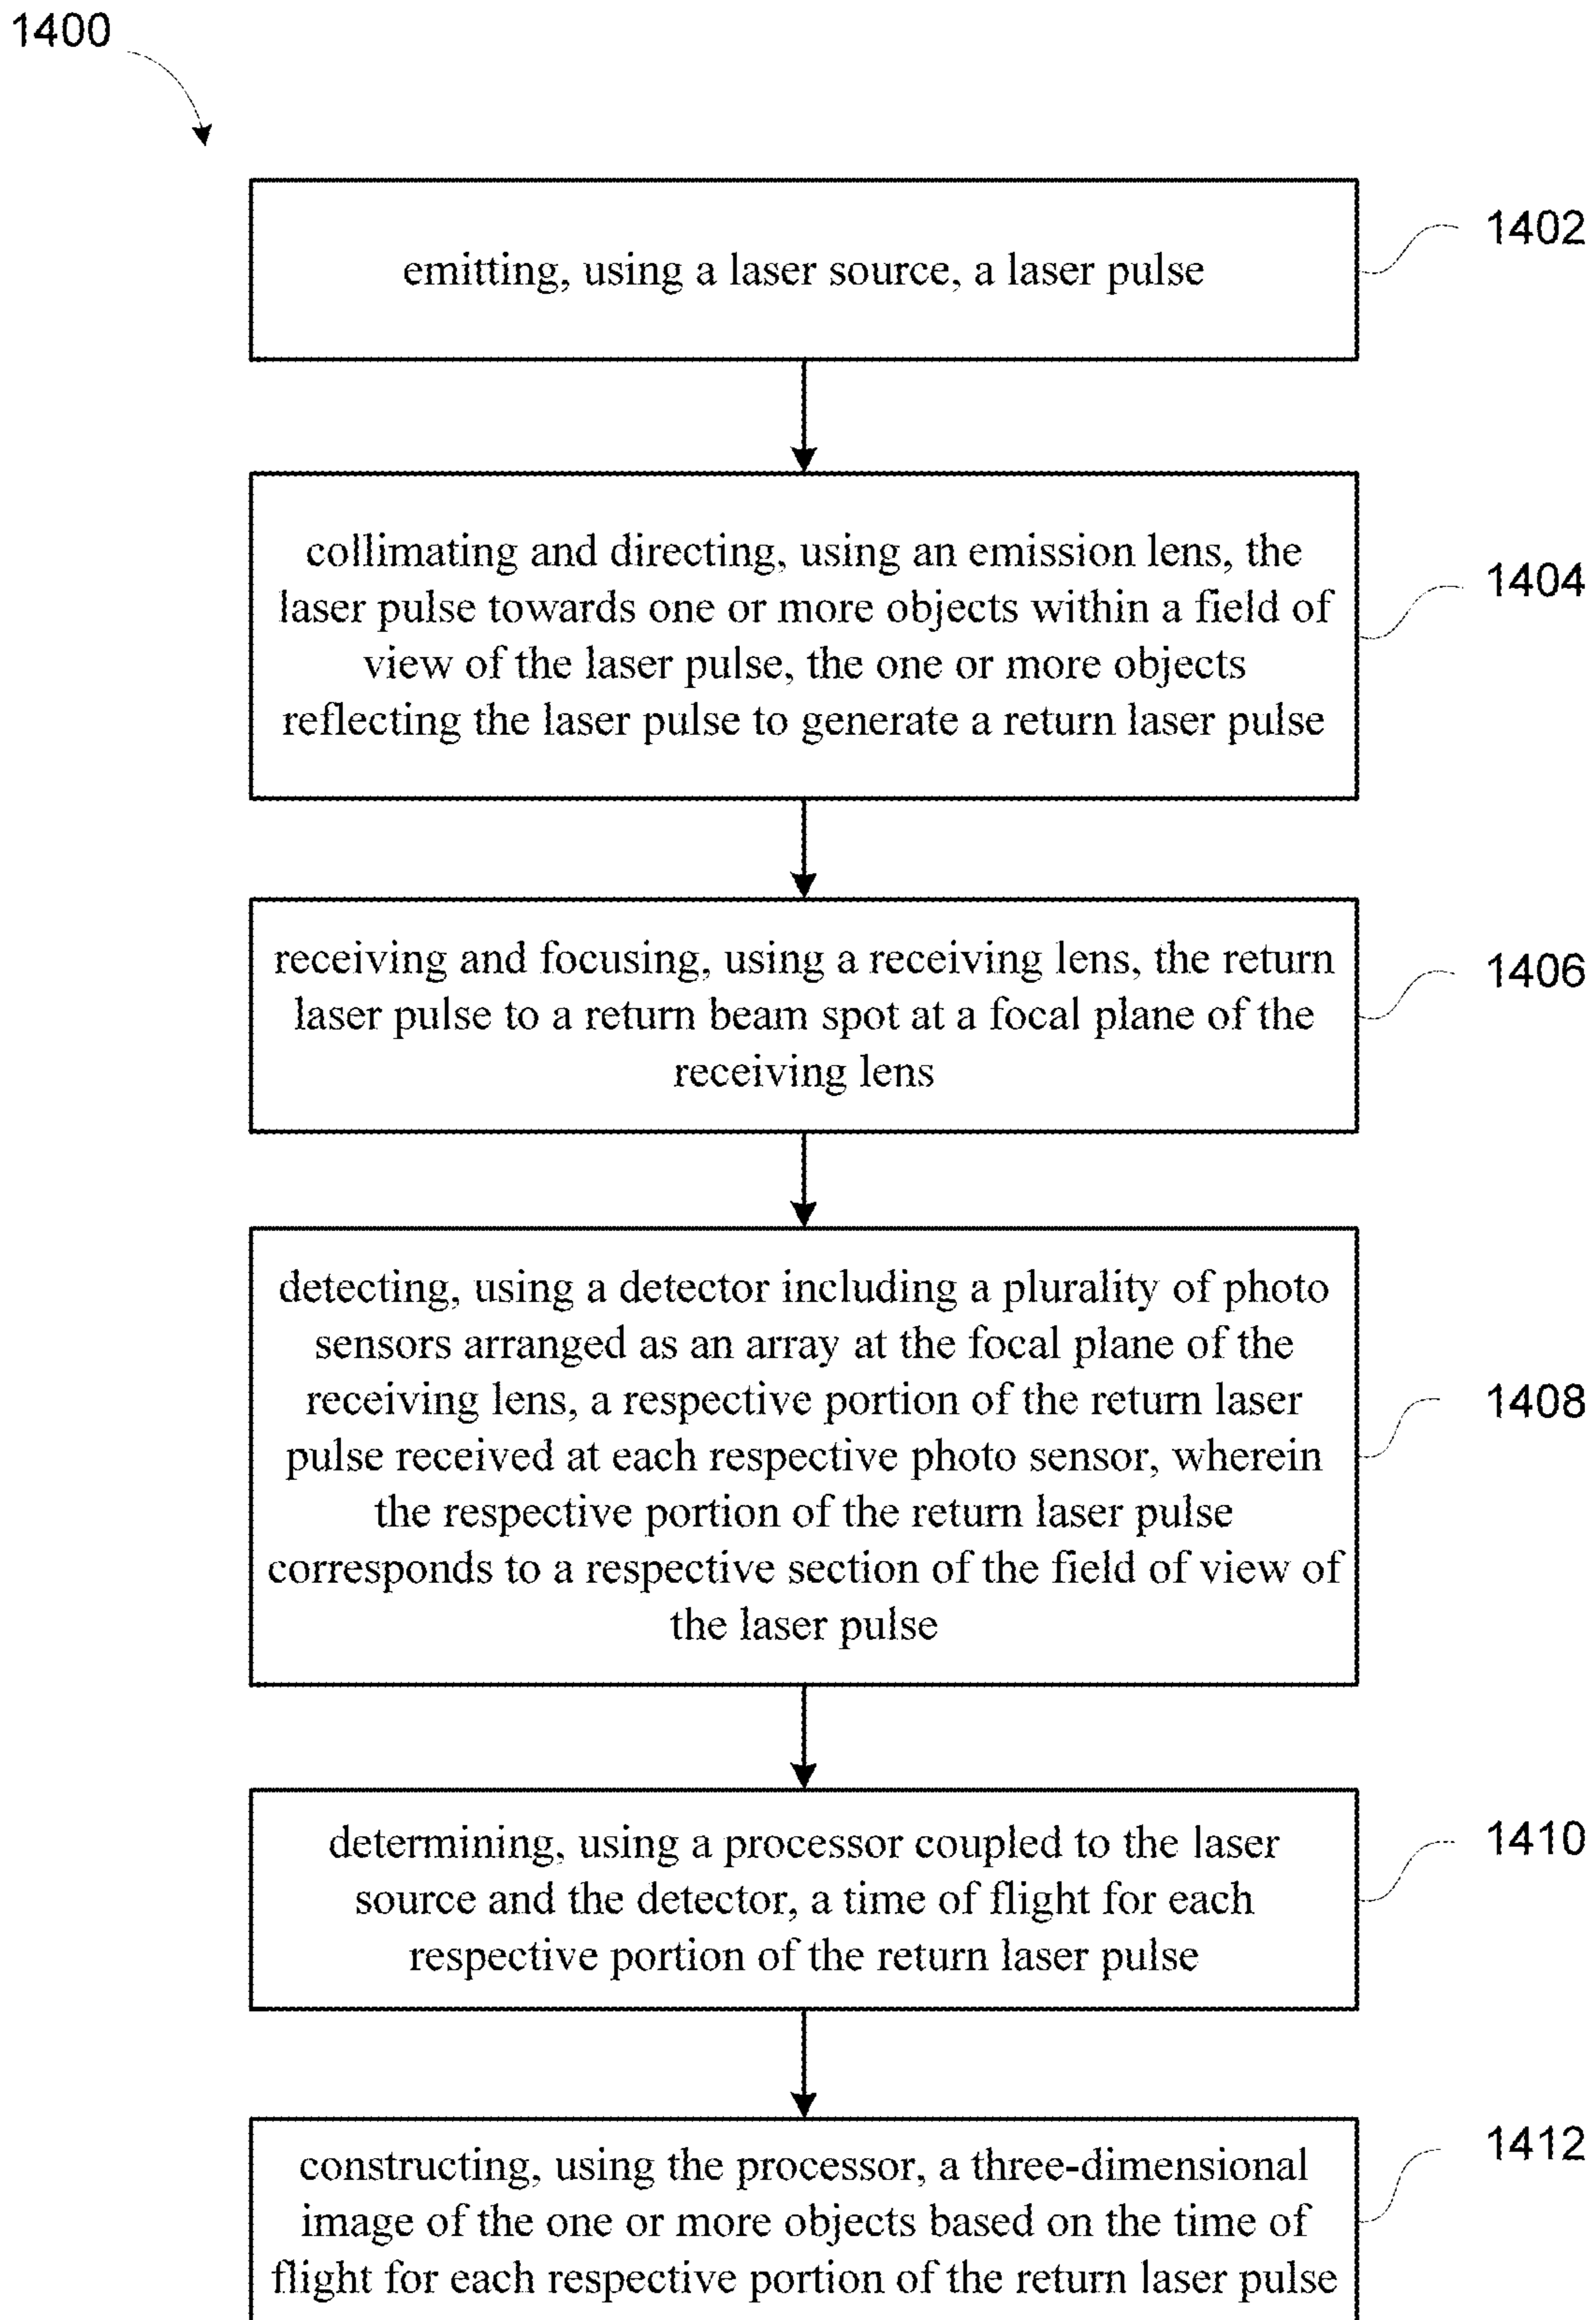 1400
emitting, using a laser source, a laser pulse
1402
collimating and directing, using an emission lens, the
laser pulse towards one or more objects within a field of
view of the laser pulse, the one or more objects
reflecting the laser pulse to generate a return laser pulse
1404
receiving and focusing, using a receiving lens, the return
laser pulse to a return beam spot at a focal plane of the
receiving lens
1406
detecting, using a detector including a plurality of photo
sensors arranged as an array at the focal plane of the
receiving lens, a respective portion of the return laser
pulse received at each respective photo sensor, wherein
the respective portion of the return laser pulse
corresponds to a respective section of the field of view of
the laser pulse
1408
determining, using a processor coupled to the laser
source and the detector, a time of flight for each
respective portion of the return laser pulse
1410
constructing, using the processor, a three-dimensional
image of the one or more objects based on the time of
flight for each respective portion of the return laser pulse
1412